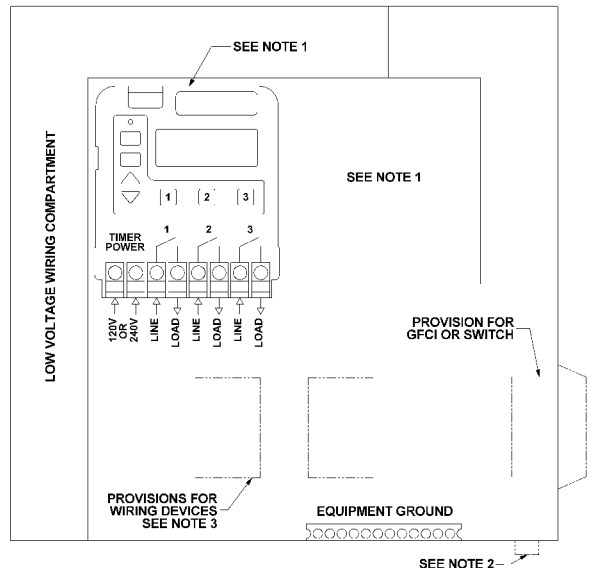 SEE NOTE 1
LOW VOLTAGE WIRING COMPARTMENT
SEE NOTE 1
1 2 3
1 2 3
TIMER
POWER
120V
OR
240V
LINE
LOAD
LINE
LOAD
LINE
LOAD
PROVISION FOR
GFCI OR SWITCH
PROVISIONS FOR
WIRING DEVICES
SEE NOTE 3
EQUIPMENT GROUND
SEE NOTE 2